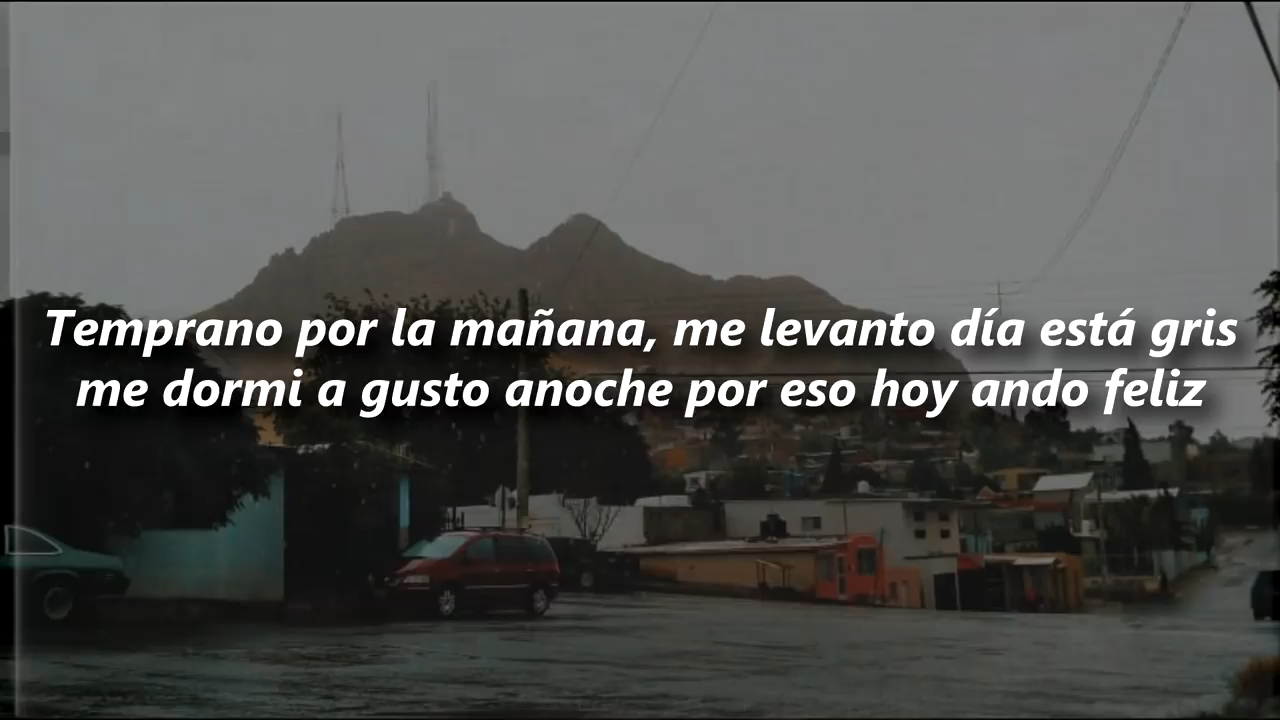 Temprano por la mañana, me levanto día está gris
me dormi a gusto anoche por eso hoy ando feliz